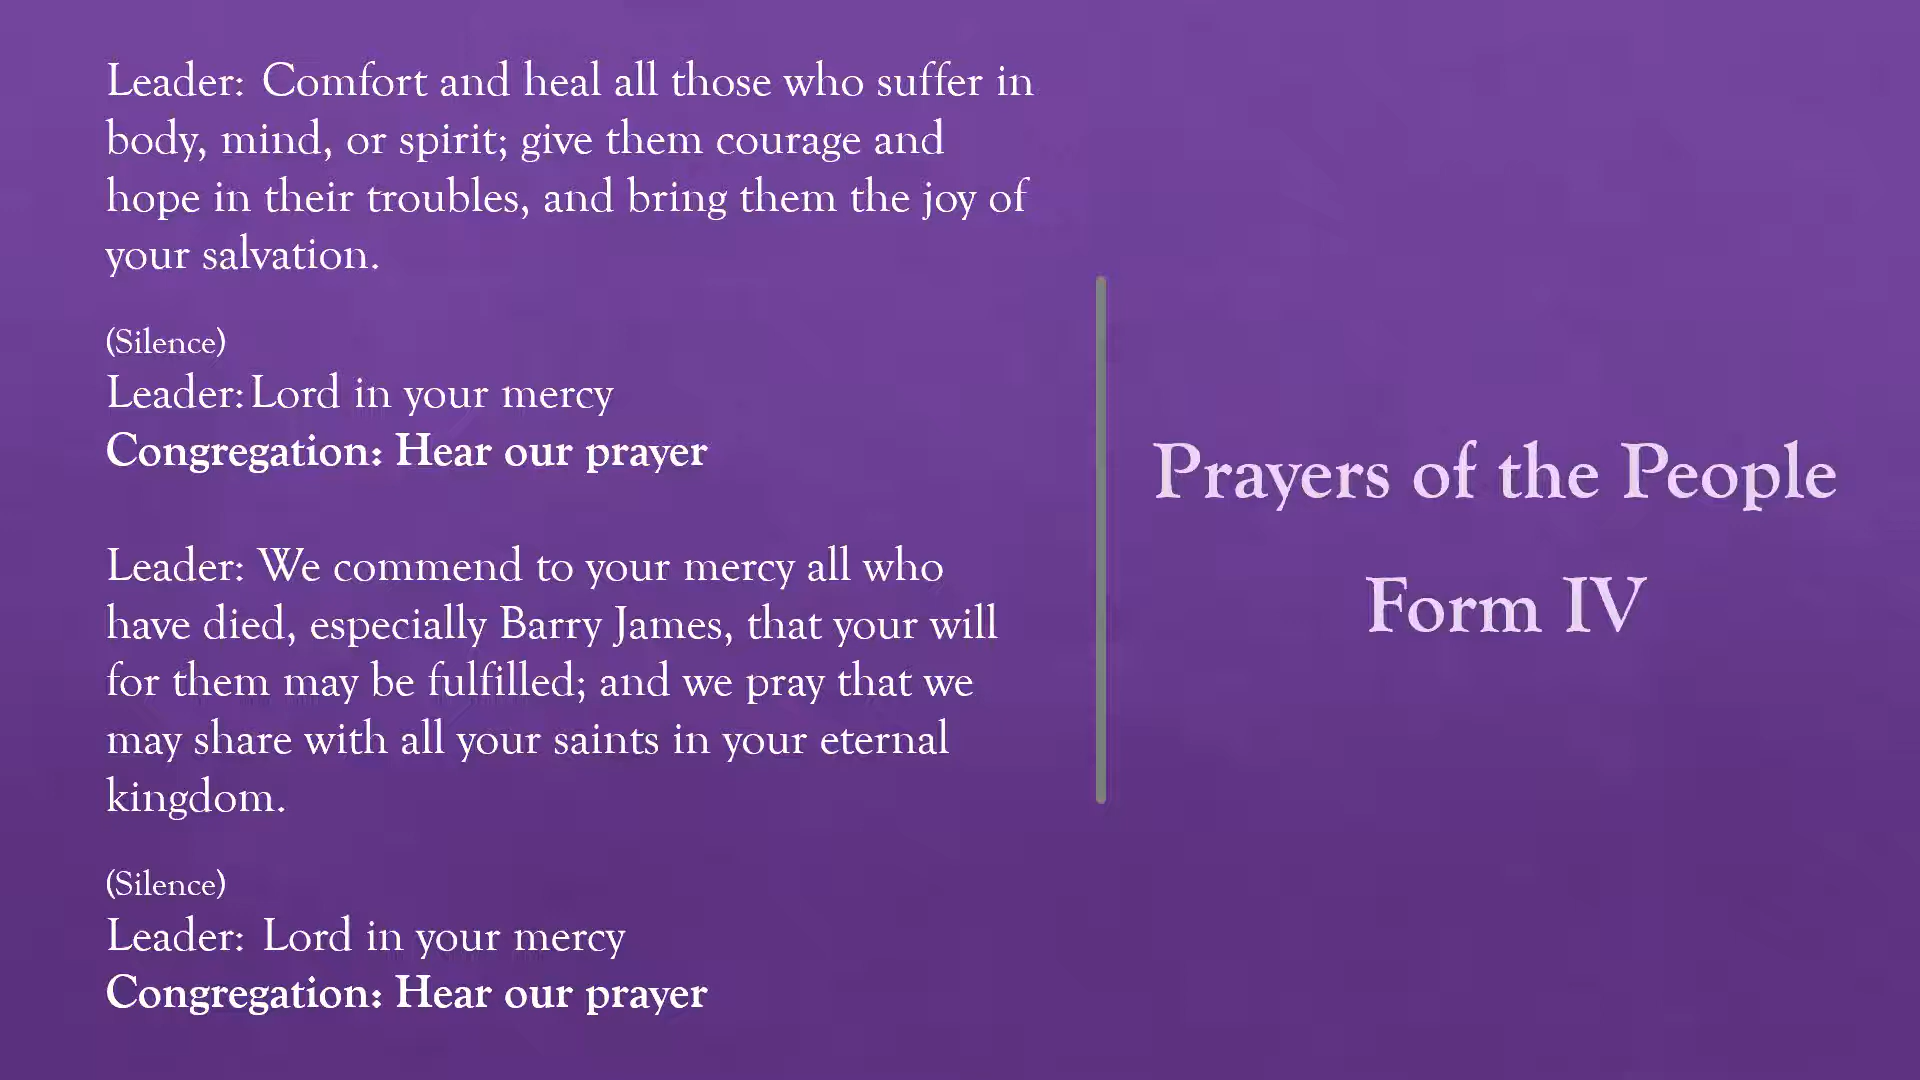 Leader: Comfort and heal all those who suffer in
body, mind, or spirit; give them courage and
hope in their troubles, and bring them the joy of
your salvation.
(Silence)
Leader: Lord in your mercy
Congregation: Hear our prayer
Leader: We commend to your mercy all who
have died, especially Barry James, that your will
for them may be fulfilled; and we pray that we
may share with all your saints in your eternal
kingdom.
(Silence)
Leader: Lord in your mercy
Congregation: Hear our prayer
Prayers of the People
Form IV